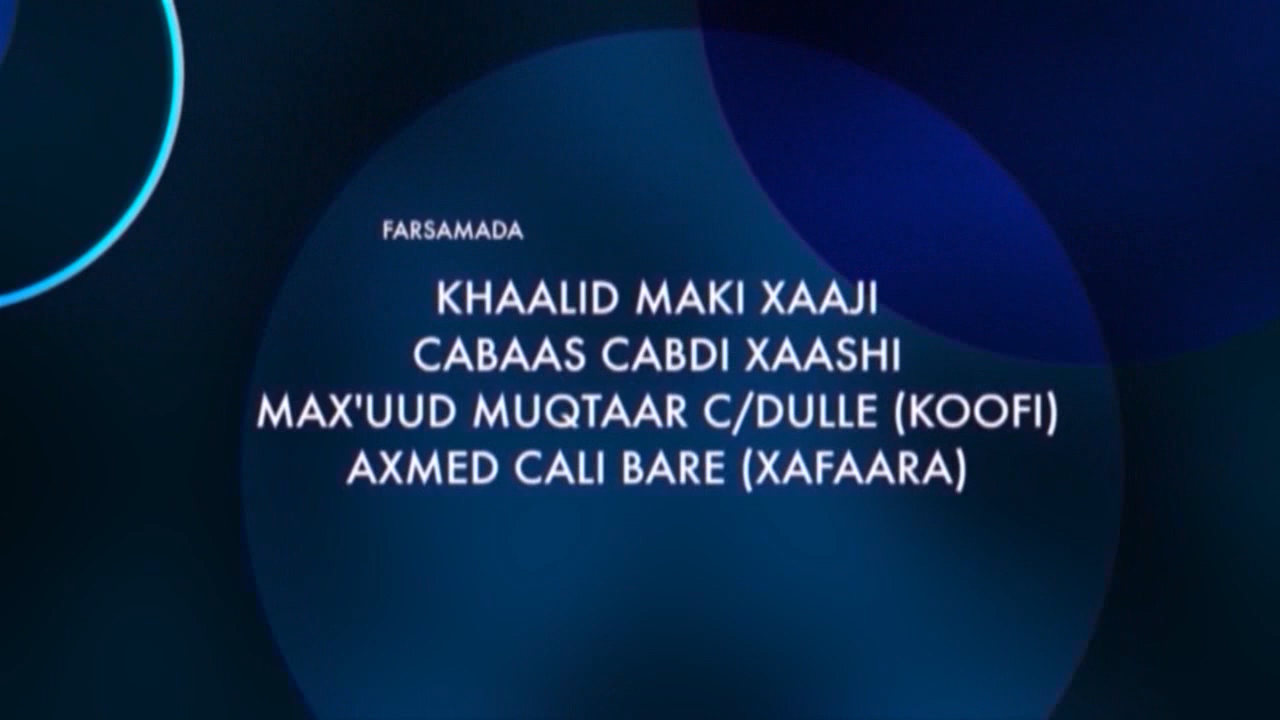 FARSAMADA
KHAALID MAKI XAAJI
CABAAS CABDI XAASHI
MAX'UUD MUQTAAR C/DULLE (KOOFI)
AXMED CALI BARE (XAFAARA)